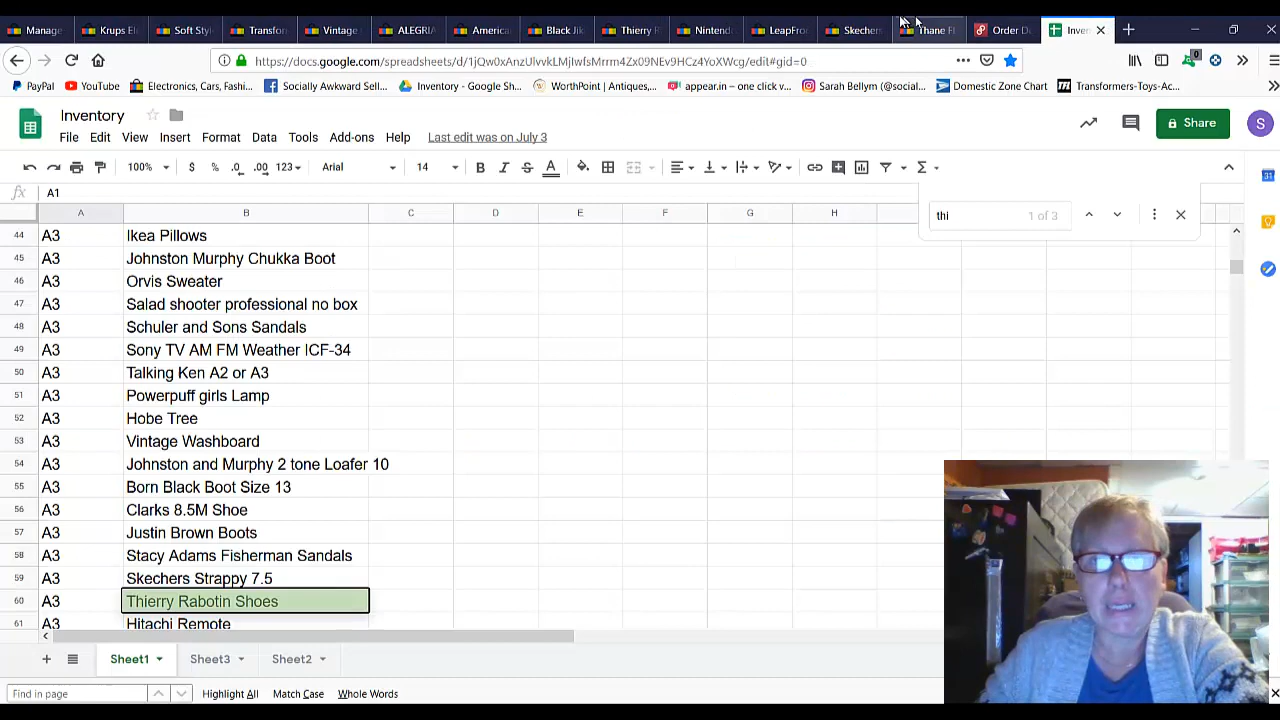 Manage Krups El Soft Style Transfor Vintage ALEGRIA America Black Jik Thierry R Nintend LeapFro Skechers Thane Fl Order De Inven
https://docs.google.com/spreadsheets/d/1jQw0xAnzUlvvkLMjIwfsMrrm4Zx09NEv9HCz4YoXWcg/edit#gid=0
PayPal YouTube Electronics, Cars, Fashi... Socially Awkward Sell... Inventory - Google Sh... WorthPoint | Antiques,... appear.in – one click v... Sarah Bellym (@social... Domestic Zone Chart Transformers-Toys-Ac...
Inventory
File Edit View Insert Format Data Tools Add-ons Help Last edit was on July 3
Share
S
100% $ % .0 .00 123 Arial 14 B I S A
fx A1
thi 1 of 3
A B C D E F G H
44 A3 Ikea Pillows
45 A3 Johnston Murphy Chukka Boot
46 A3 Orvis Sweater
47 A3 Salad shooter professional no box
48 A3 Schuler and Sons Sandals
49 A3 Sony TV AM FM Weather ICF-34
50 A3 Talking Ken A2 or A3
51 A3 Powerpuff girls Lamp
52 A3 Hobe Tree
53 A3 Vintage Washboard
54 A3 Johnston and Murphy 2 tone Loafer 10
55 A3 Born Black Boot Size 13
56 A3 Clarks 8.5M Shoe
57 A3 Justin Brown Boots
58 A3 Stacy Adams Fisherman Sandals
59 A3 Skechers Strappy 7.5
60 A3 Thierry Rabotin Shoes
61 A3 Hitachi Remote
Sheet1 Sheet3 Sheet2
Find in page Highlight All Match Case Whole Words